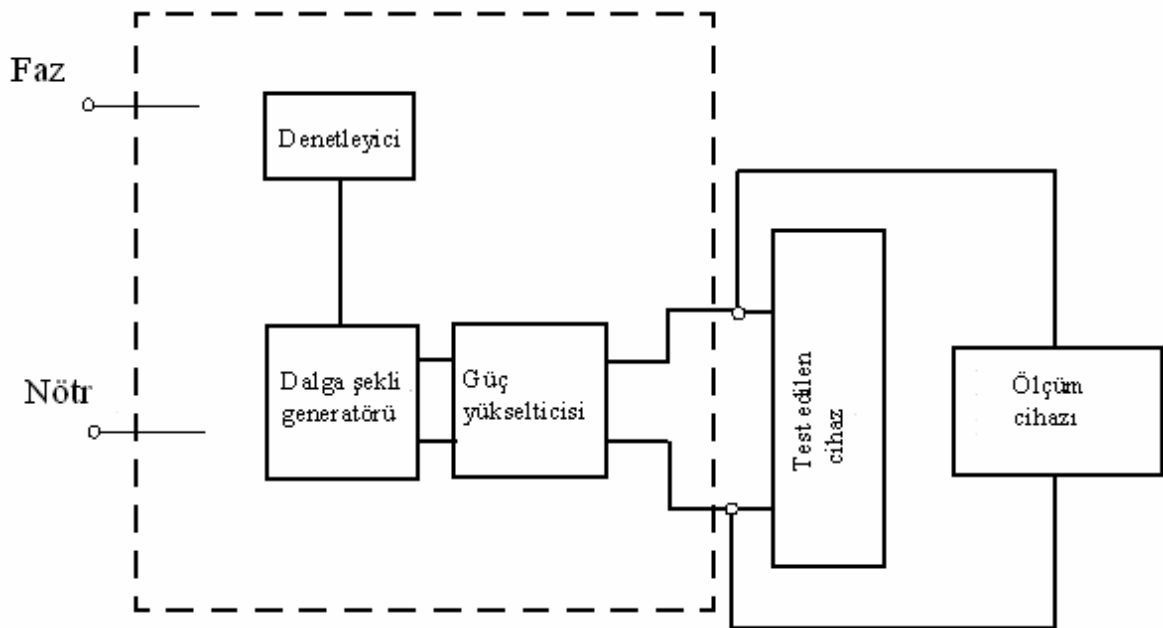 Faz
Denetleyici
Nötr
Dalga şekli
generatörü
Güç
yükselticisi
Test edilen
cihaz
Ölçüm
cihazı